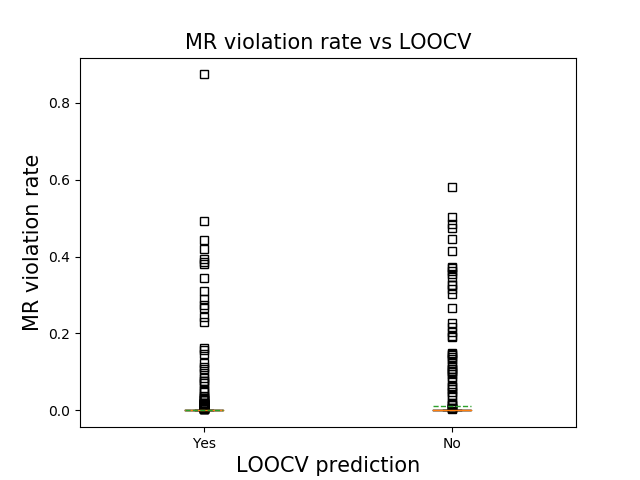 MR violation rate vs LOOCV
MR violation rate
0.8
0.6
0.4
0.2
0.0
Yes
No
LOOCV prediction